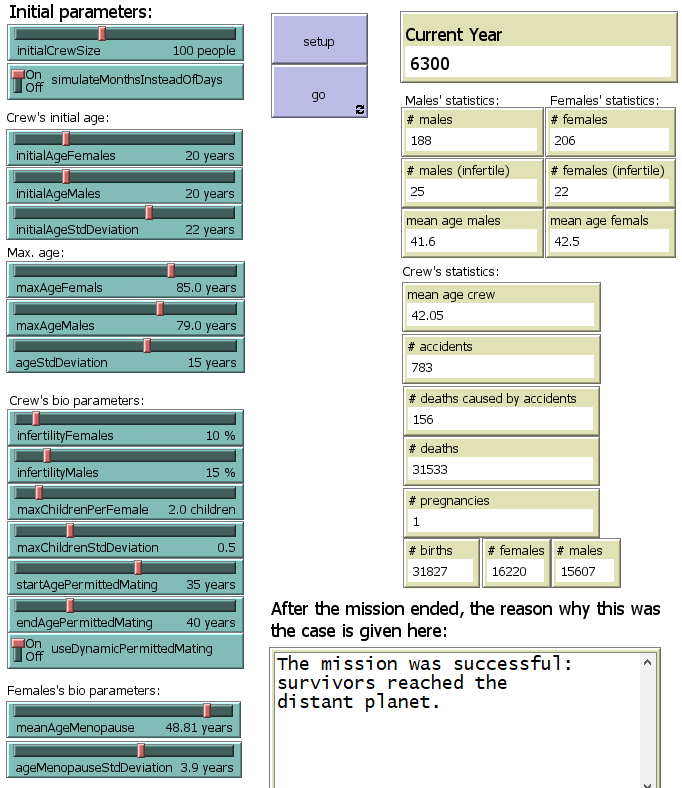 Initial parameters:
initialCrewSize 100 people
On
Off
simulateMonthsInsteadOfDays
Crew's initial age:
initialAgeFemales 20 years
initialAgeMales 20 years
initialAgeStdDeviation 22 years
Max. age:
maxAgeFemals 85.0 years
maxAgeMales 79.0 years
ageStdDeviation 15 years
Crew's bio parameters:
infertilityFemales 10 %
infertilityMales 15 %
maxChildrenPerFemale 2.0 children
maxChildrenStdDeviation 0.5
startAgePermittedMating 35 years
endAgePermittedMating 40 years
On
Off
useDynamicPermittedMating
Females's bio parameters:
meanAgeMenopause 48.81 years
ageMenopauseStdDeviation 3.9 years
setup
go
Current Year
6300
Males' statistics: Females' statistics:
# males # females
188 206
# males (infertile) # females (infertile)
25 22
mean age males mean age femals
41.6 42.5
Crew's statistics:
mean age crew
42.05
# accidents
783
# deaths caused by accidents
156
# deaths
31533
# pregnancies
1
# births # females # males
31827 16220 15607
After the mission ended, the reason why this was
the case is given here:
The mission was successful:
survivors reached the
distant planet.